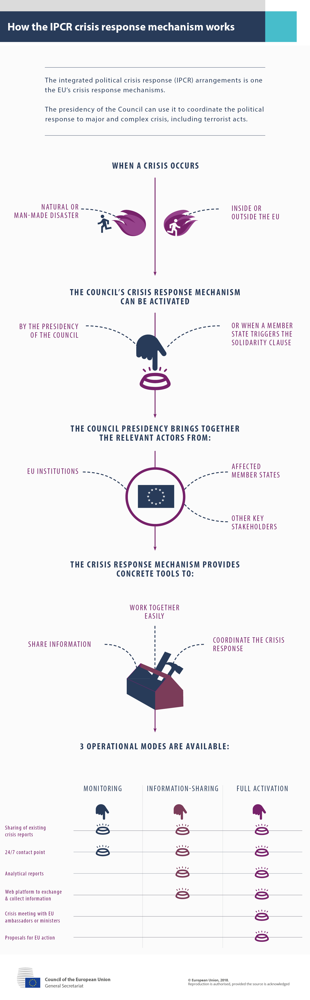 How the IPCR crisis response mechanism works
The integrated political crisis response (IPCR) arrangements is one
the EU's crisis response mechanisms.
The presidency of the Council can use it to coordinate the political
response to major and complex crisis, including terrorist acts.
WHEN A CRISIS OCCURS
NATURAL OR
MAN-MADE DISASTER
INSIDE OR
OUTSIDE THE EU
THE COUNCIL'S CRISIS RESPONSE MECHANISM
CAN BE ACTIVATED
BY THE PRESIDENCY
OF THE COUNCIL
OR WHEN A MEMBER
STATE TRIGGERS THE
SOLIDARITY CLAUSE
THE COUNCIL PRESIDENCY BRINGS TOGETHER
THE RELEVANT ACTORS FROM:
EU INSTITUTIONS
AFFECTED
MEMBER STATES
OTHER KEY
STAKEHOLDERS
THE CRISIS RESPONSE MECHANISM PROVIDES
CONCRETE TOOLS TO:
WORK TOGETHER
EASILY
SHARE INFORMATION
COORDINATE THE CRISIS
RESPONSE
3 OPERATIONAL MODES ARE AVAILABLE:
MONITORING
INFORMATION-SHARING
FULL ACTIVATION
Sharing of existing
crisis reports
24/7 contact point
Analytical reports
Web platform to exchange
& collect information
Crisis meeting with EU
ambassadors or ministers
Proposals for EU action
Council of the European Union
General Secretariat
© European Union, 2018.
Reproduction is authorised, provided the source is acknowledged